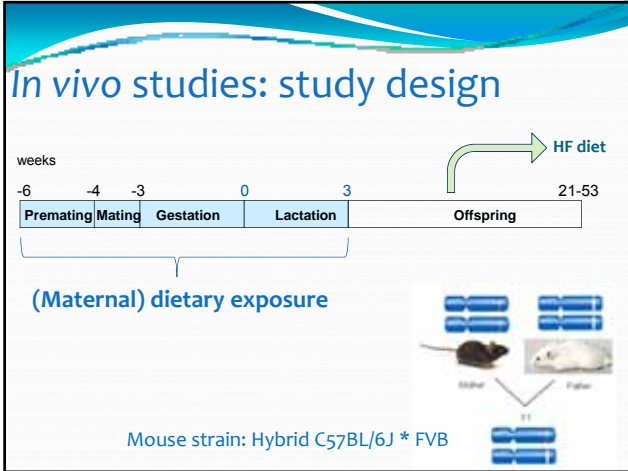 In vivo studies: study design
HF diet
weeks
-6 -4 -3 0 3 21-53
Premating Mating Gestation Lactation Offspring
(Maternal) dietary exposure
Mother Father
F1
Mouse strain: Hybrid C57BL/6J * FVB